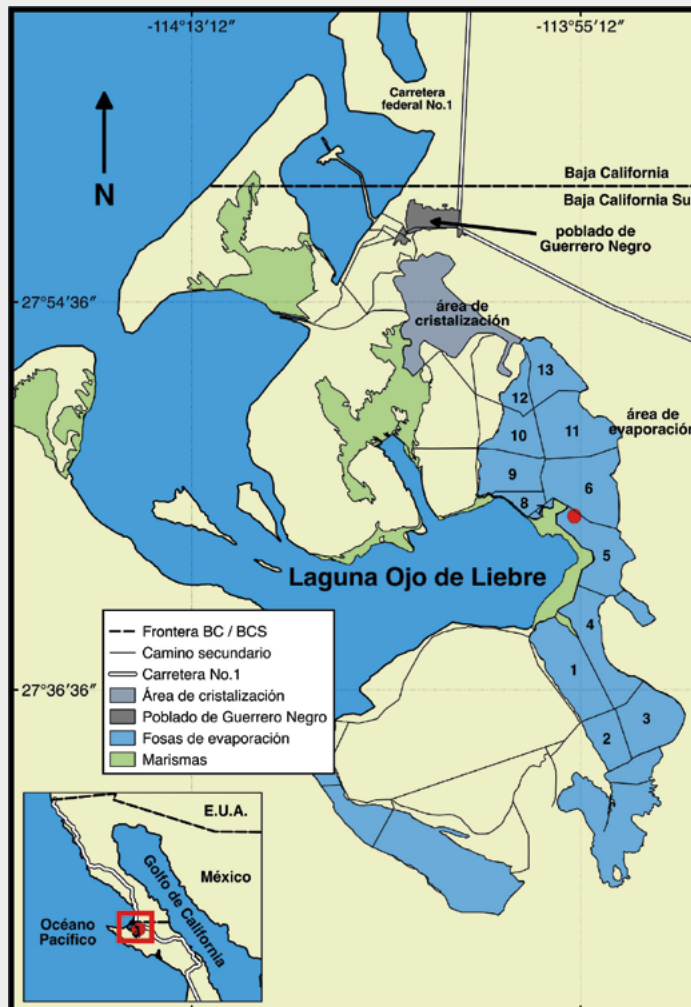 -114°13'12"
-113°55'12"
Carretera
federal No.1
N
Baja California
Baja California Su
poblado de
Guerrero Negro
27°54'36"
área de
cristalización
13
12
área de
evaporación
10
11
9
6
8
7
5
Laguna Ojo de Liebre
4
Frontera BC / BCS
Camino secundario
Carretera No.1
Área de cristalización
Poblado de Guerrero Negro
Fosas de evaporación
Marismas
1
27°36'36"
3
2
E.U.A.
México
Golfo de California
Océano
Pacífico